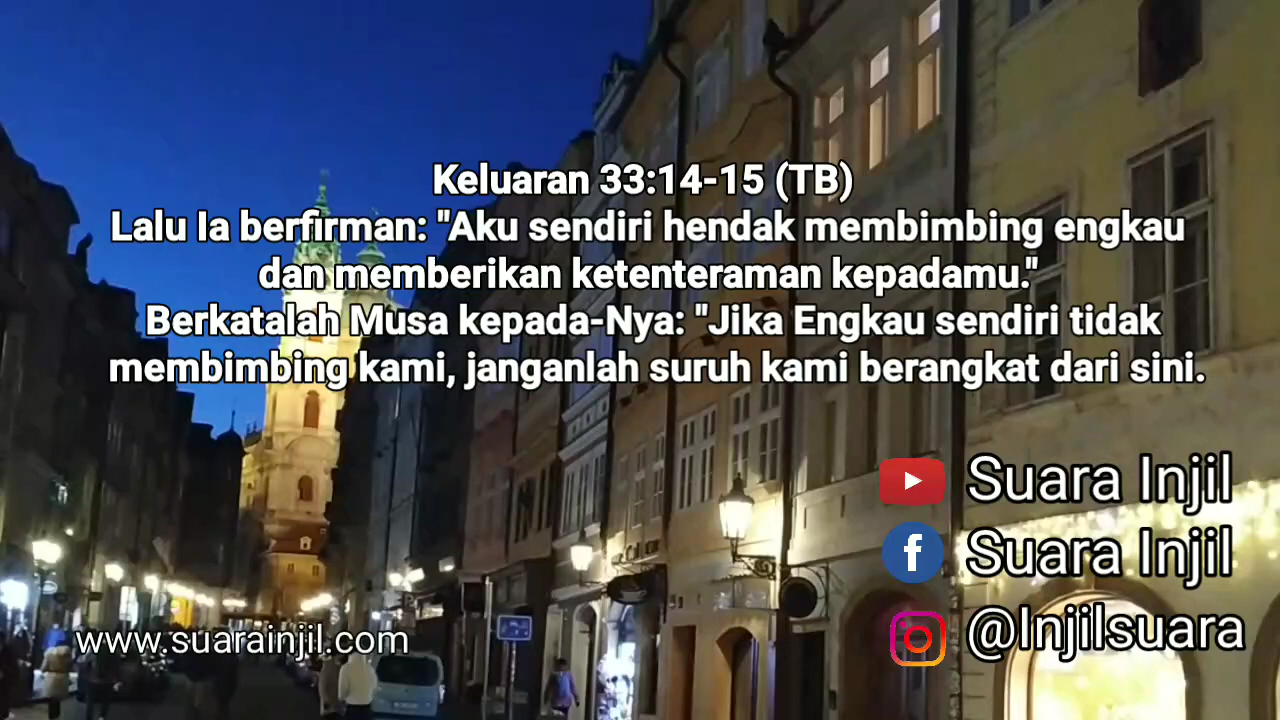 Keluaran 33:14-15 (TB)
Lalu Ia berfirman: "Aku sendiri hendak membimbing engkau
dan memberikan ketenteraman kepadamu."
Berkatalah Musa kepada-Nya: "Jika Engkau sendiri tidak
membimbing kami, janganlah suruh kami berangkat dari sini.
Suara Injil
Suara Injil
@Injilsuara
www.suarainjil.com